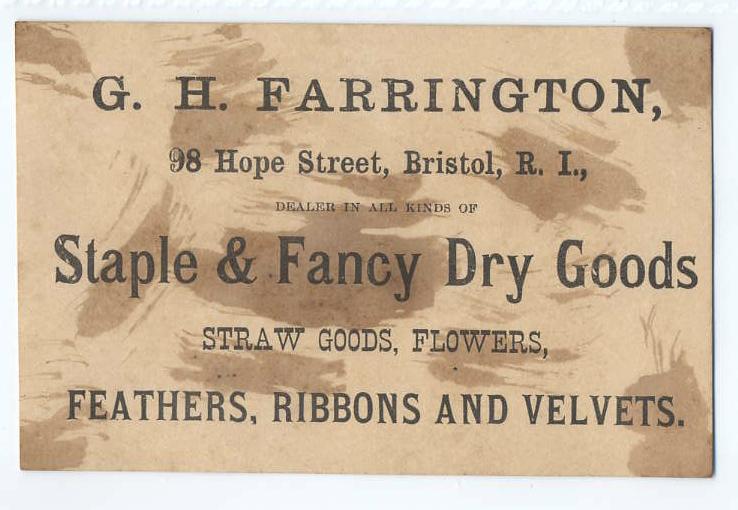 G. H. FARRINGTON,
98 Hope Street, Bristol, R. I.,
DEALER IN ALL KINDS OF
Staple & Fancy Dry Goods
STRAW GOODS, FLOWERS,
FEATHERS, RIBBONS AND VELVETS.